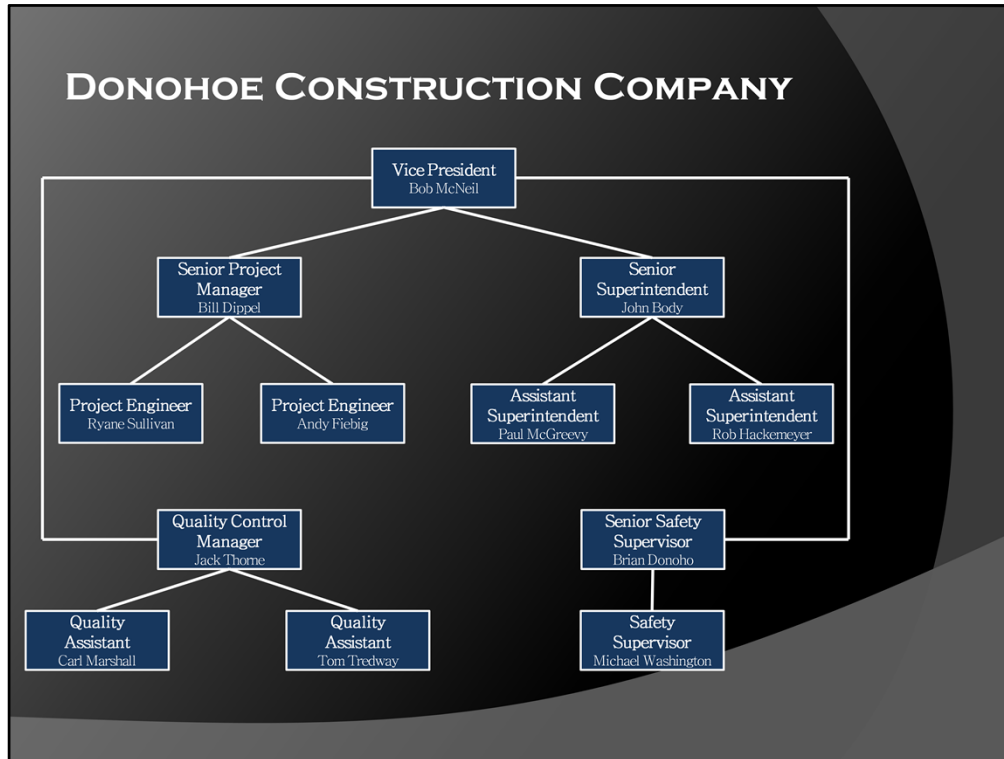 DONOHOE CONSTRUCTION COMPANY
Vice President
Bob McNeil
Senior Project
Manager
Bill Dippel
Senior
Superintendent
John Body
Project Engineer
Ryane Sullivan
Project Engineer
Andy Fiebig
Assistant
Superintendent
Paul McGreevy
Assistant
Superintendent
Rob Hackemeyer
Quality Control
Manager
Jack Thorne
Senior Safety
Supervisor
Brian Donoho
Quality
Assistant
Carl Marshall
Quality
Assistant
Tom Tredway
Safety
Supervisor
Michael Washington